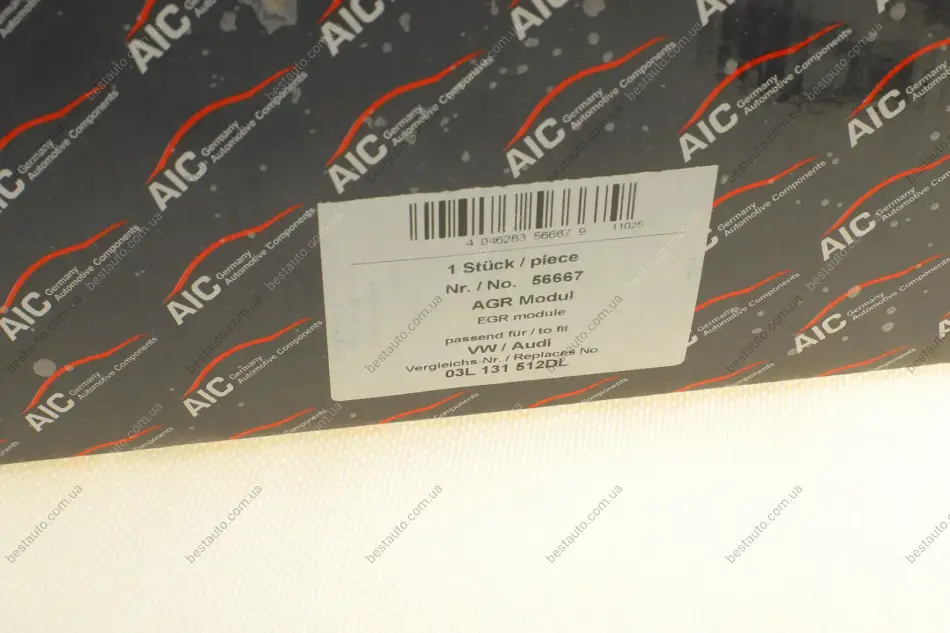 AIC Germany Automotive Components
4 046283 56667 9
11025
1 Stück / piece
Nr. / No. 56667
AGR Modul
EGR module
passend für / to fit
VW / Audi
Vergleichs-Nr. / Replaces No.
03L 131 512DL
bestauto.com.ua